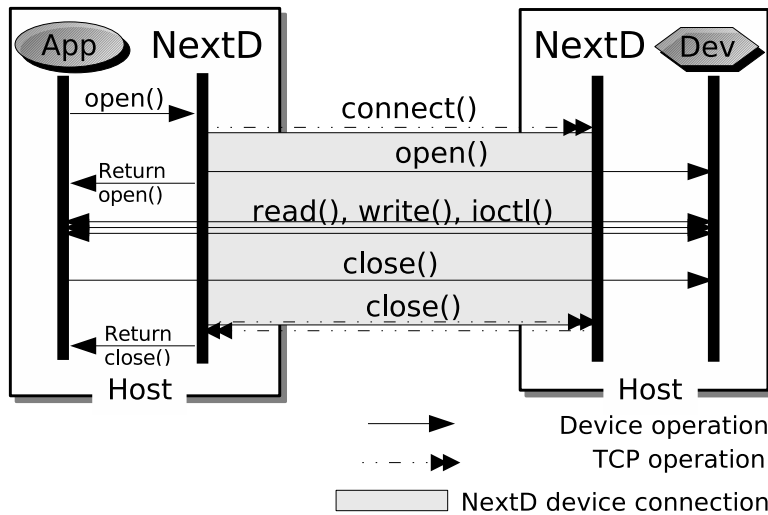 App NextD NextD Dev
open()
connect()
open()
Return
open()
read(), write(), ioctl()
close()
close()
Return
close()
Host Host
Device operation
TCP operation
NextD device connection